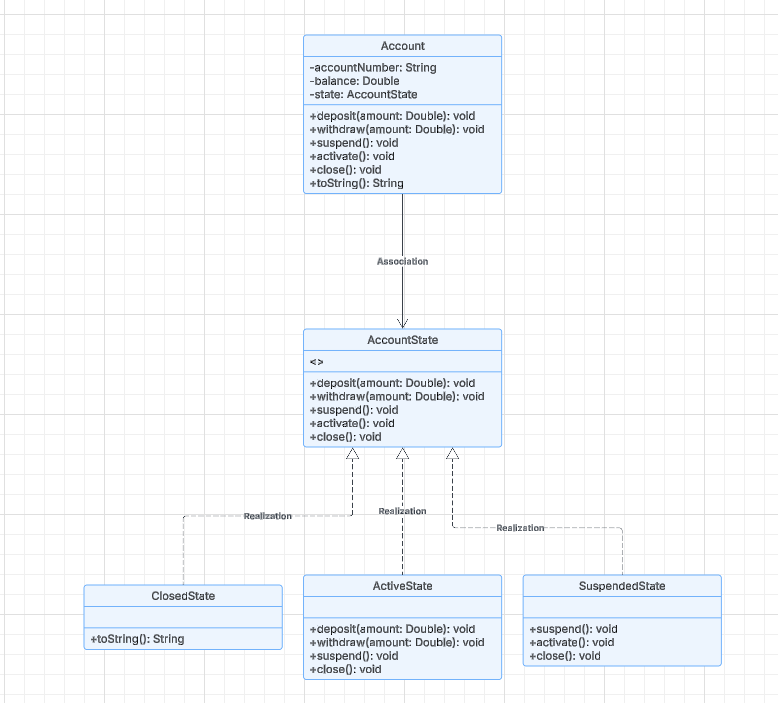 Account
-accountNumber: String
-balance: Double
-state: AccountState
+deposit(amount: Double): void
+withdraw(amount: Double): void
+suspend(): void
+activate(): void
+close(): void
+toString(): String
Association
AccountState
<>
+deposit(amount: Double): void
+withdraw(amount: Double): void
+suspend(): void
+activate(): void
+close(): void
Realization
Realization
Realization
ClosedState
+toString(): String
ActiveState
+deposit(amount: Double): void
+withdraw(amount: Double): void
+suspend(): void
+close(): void
SuspendedState
+suspend(): void
+activate(): void
+close(): void